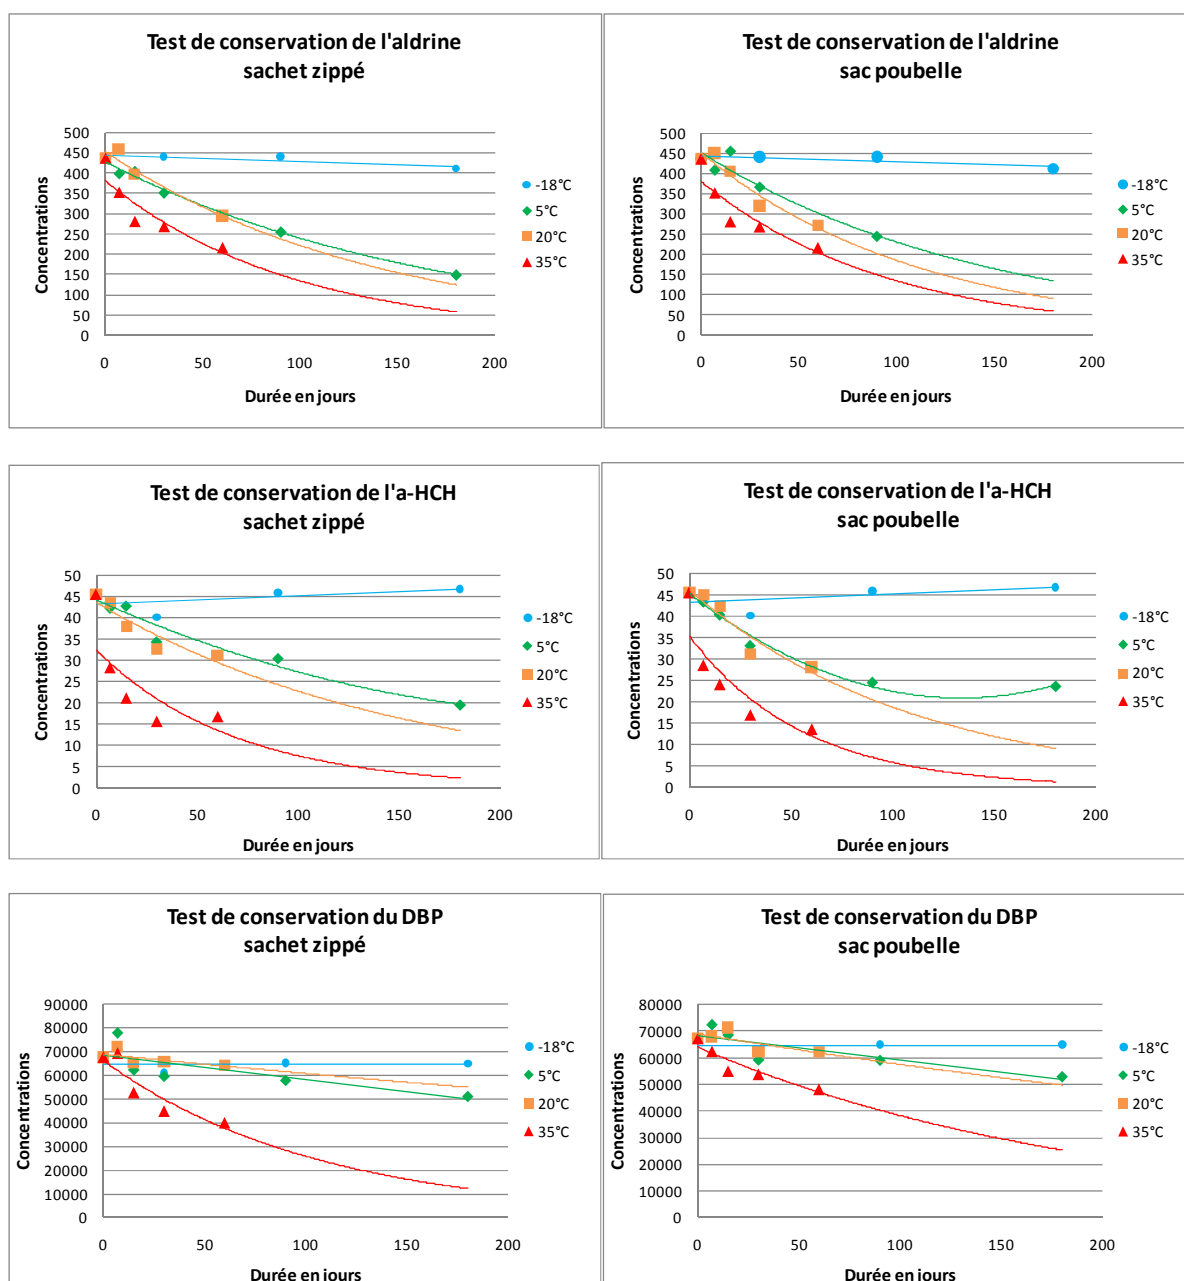 Test de conservation de l'aldrine
sachet zippé
Concentrations
500
450
400
350
300
250
200
150
100
50
0
0 50 100 150 200
Durée en jours
-18°C
5°C
20°C
35°C
Test de conservation de l'aldrine
sac poubelle
Concentrations
500
450
400
350
300
250
200
150
100
50
0
0 50 100 150 200
Durée en jours
-18°C
5°C
20°C
35°C
Test de conservation de l'a-HCH
sachet zippé
Concentrations
50
45
40
35
30
25
20
15
10
5
0
0 50 100 150 200
Durée en jours
-18°C
5°C
20°C
35°C
Test de conservation de l'a-HCH
sac poubelle
Concentrations
50
45
40
35
30
25
20
15
10
5
0
0 50 100 150 200
Durée en jours
-18°C
5°C
20°C
35°C
Test de conservation du DBP
sachet zippé
Concentrations
90000
80000
70000
60000
50000
40000
30000
20000
10000
0
0 50 100 150 200
Durée en jours
-18°C
5°C
20°C
35°C
Test de conservation du DBP
sac poubelle
Concentrations
80000
70000
60000
50000
40000
30000
20000
10000
0
0 50 100 150 200
Durée en jours
-18°C
5°C
20°C
35°C